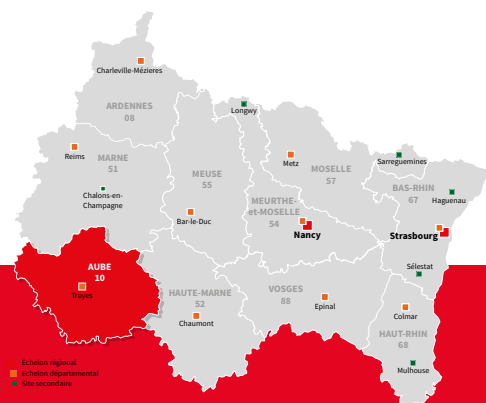 Charleville-Mézieres
ARDENNES
08
Longwy
Reims
MARNE
51
Chalons-en-
Champagne
MEUSE
55
Bar-le-Duc
Metz
MOSELLE
57
Sarreguemines
BAS-RHIN
67
Haguenau
MEURTHE-
et-MOSELLE
54
Nancy
Strasbourg
Sélestat
AUBE
10
Troyes
HAUTE-MARNE
52
Chaumont
VOSGES
88
Epinal
Colmar
HAUT-RHIN
68
Mulhouse
Echelon régional
Echelon départemental
Site secondaire